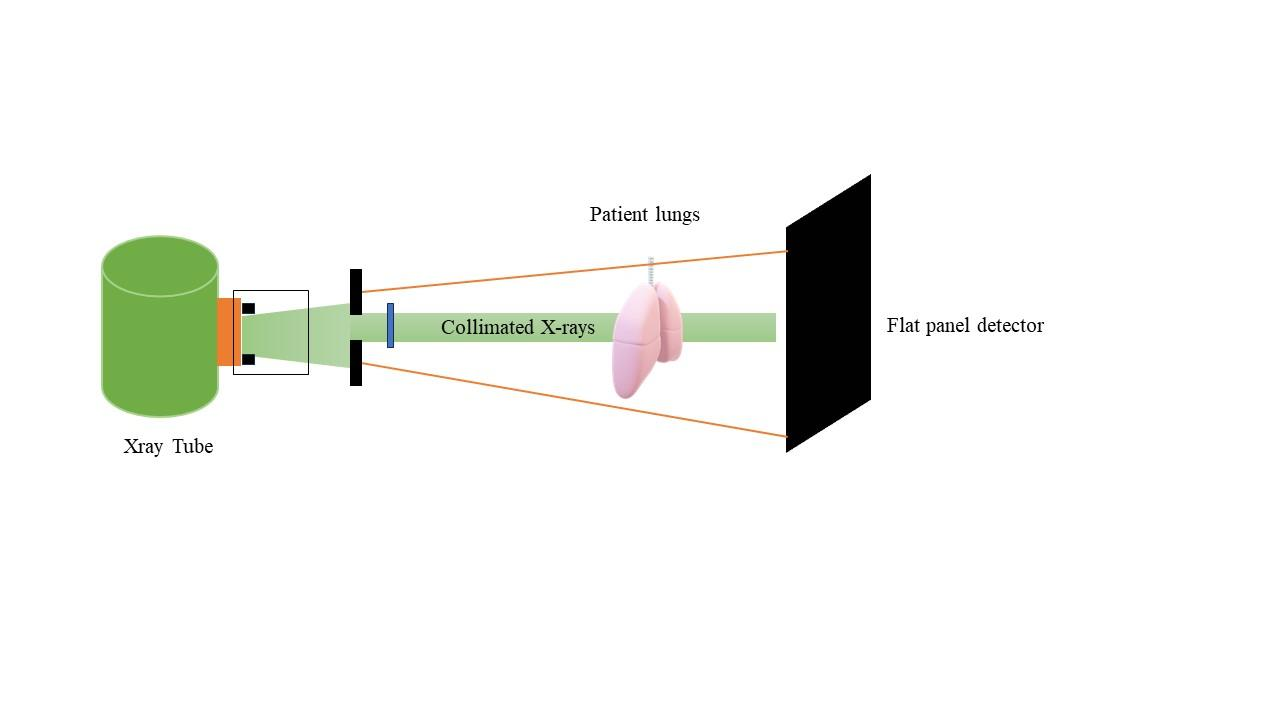 Patient lungs
Collimated X-rays
Flat panel detector
Xray Tube